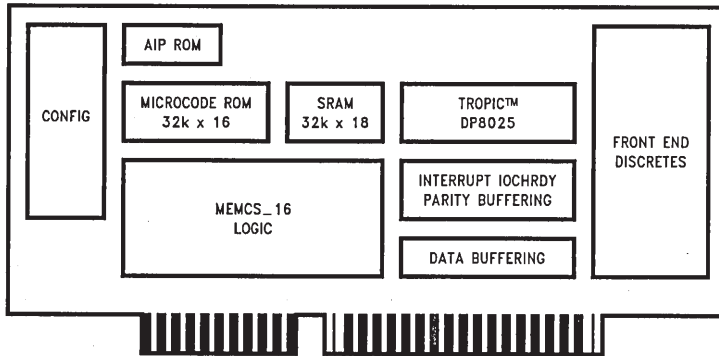 AIP ROM
CONFIG
MICROCODE ROM
32k x 16
SRAM
32k x 18
TROPIC™
DP8025
FRONT END
DISCRETES
MEMCS_16
LOGIC
INTERRUPT IOCHRDY
PARITY BUFFERING
DATA BUFFERING